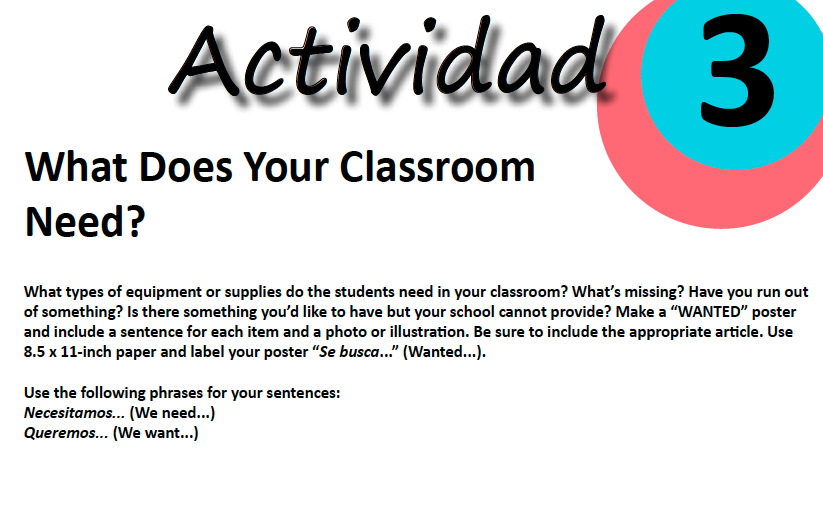 Actividad 3
What Does Your Classroom
Need?
What types of equipment or supplies do the students need in your classroom? What’s missing? Have you run out
of something? Is there something you’d like to have but your school cannot provide? Make a “WANTED” poster
and include a sentence for each item and a photo or illustration. Be sure to include the appropriate article. Use
8.5 x 11-inch paper and label your poster “Se busca...” (Wanted...).
Use the following phrases for your sentences:
Necesitamos... (We need...)
Queremos... (We want...)